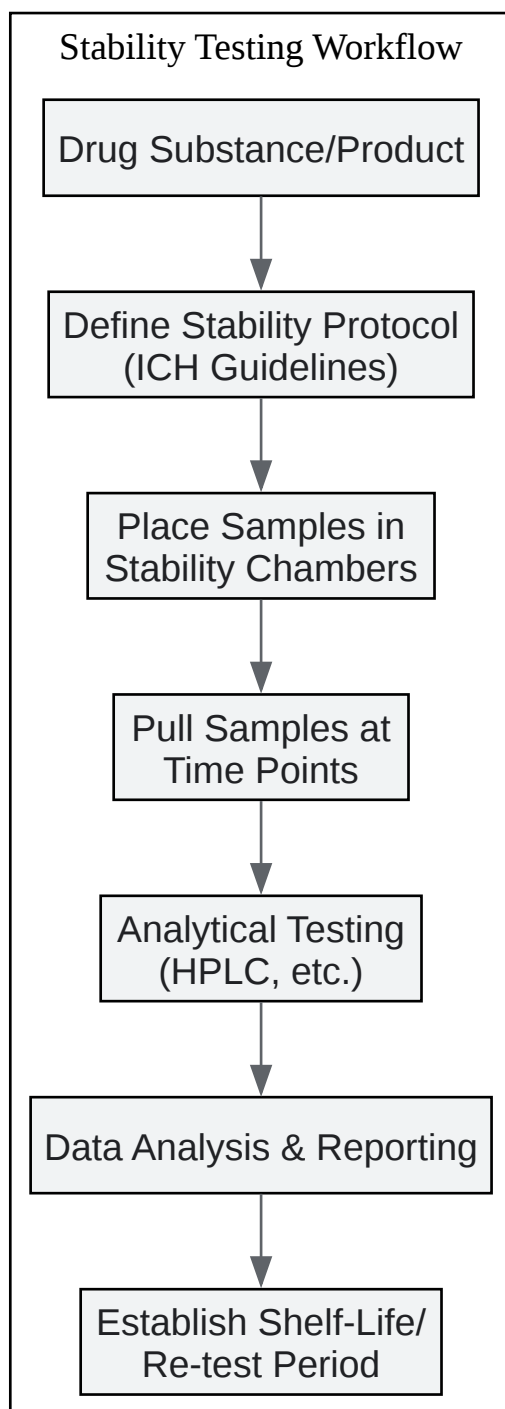 Stability Testing Workflow
Drug Substance/Product
Define Stability Protocol
(ICH Guidelines)
Place Samples in
Stability Chambers
Pull Samples at
Time Points
Analytical Testing
(HPLC, etc.)
Data Analysis & Reporting
Establish Shelf-Life/
Re-test Period